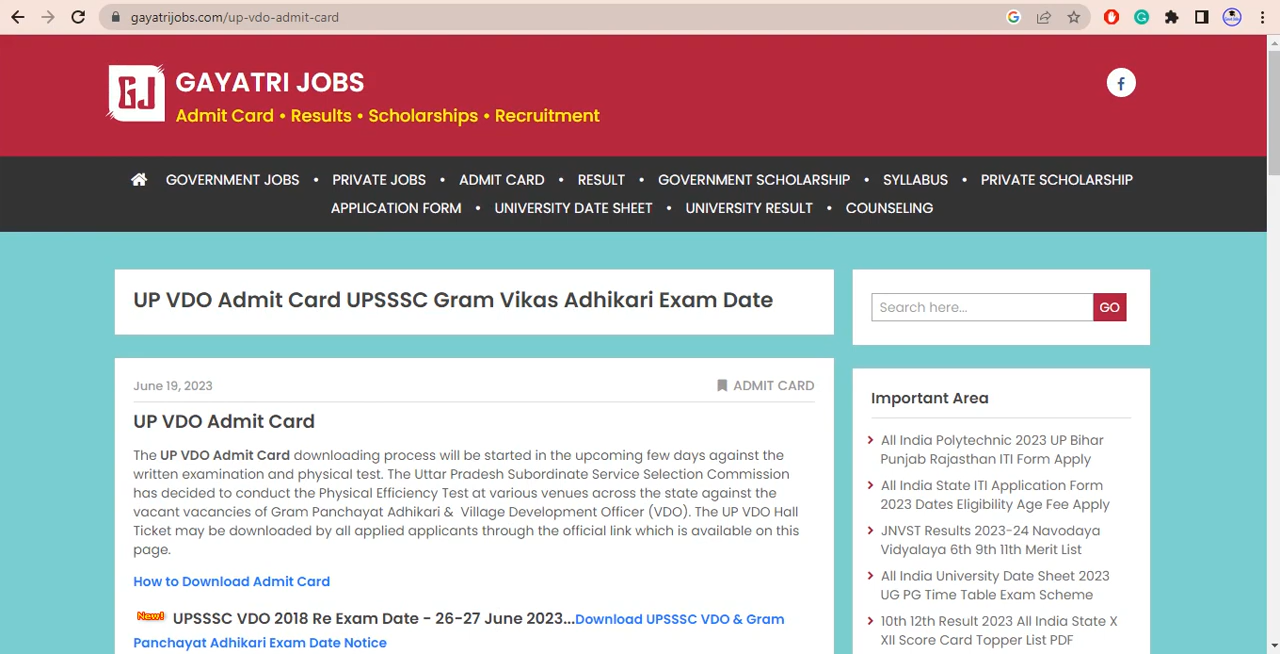 gayatrijobs.com/up-vdo-admit-card
GJ
GAYATRI JOBS
Admit Card • Results • Scholarships • Recruitment
GOVERNMENT JOBS • PRIVATE JOBS • ADMIT CARD • RESULT • GOVERNMENT SCHOLARSHIP • SYLLABUS • PRIVATE SCHOLARSHIP
APPLICATION FORM • UNIVERSITY DATE SHEET • UNIVERSITY RESULT • COUNSELING
UP VDO Admit Card UPSSSC Gram Vikas Adhikari Exam Date
June 19, 2023
ADMIT CARD
UP VDO Admit Card
The UP VDO Admit Card downloading process will be started in the upcoming few days against the
written examination and physical test. The Uttar Pradesh Subordinate Service Selection Commission
has decided to conduct the Physical Efficiency Test at various venues across the state against the
vacant vacancies of Gram Panchayat Adhikari & Village Development Officer (VDO). The UP VDO Hall
Ticket may be downloaded by all applied applicants through the official link which is available on this
page.
How to Download Admit Card
New! UPSSSC VDO 2018 Re Exam Date - 26-27 June 2023...Download UPSSSC VDO & Gram
Panchayat Adhikari Exam Date Notice
Search here...
GO
Important Area
All India Polytechnic 2023 UP Bihar
Punjab Rajasthan ITI Form Apply
All India State ITI Application Form
2023 Dates Eligibility Age Fee Apply
JNVST Results 2023-24 Navodaya
Vidyalaya 6th 9th 11th Merit List
All India University Date Sheet 2023
UG PG Time Table Exam Scheme
10th 12th Result 2023 All India State X
XII Score Card Topper List PDF